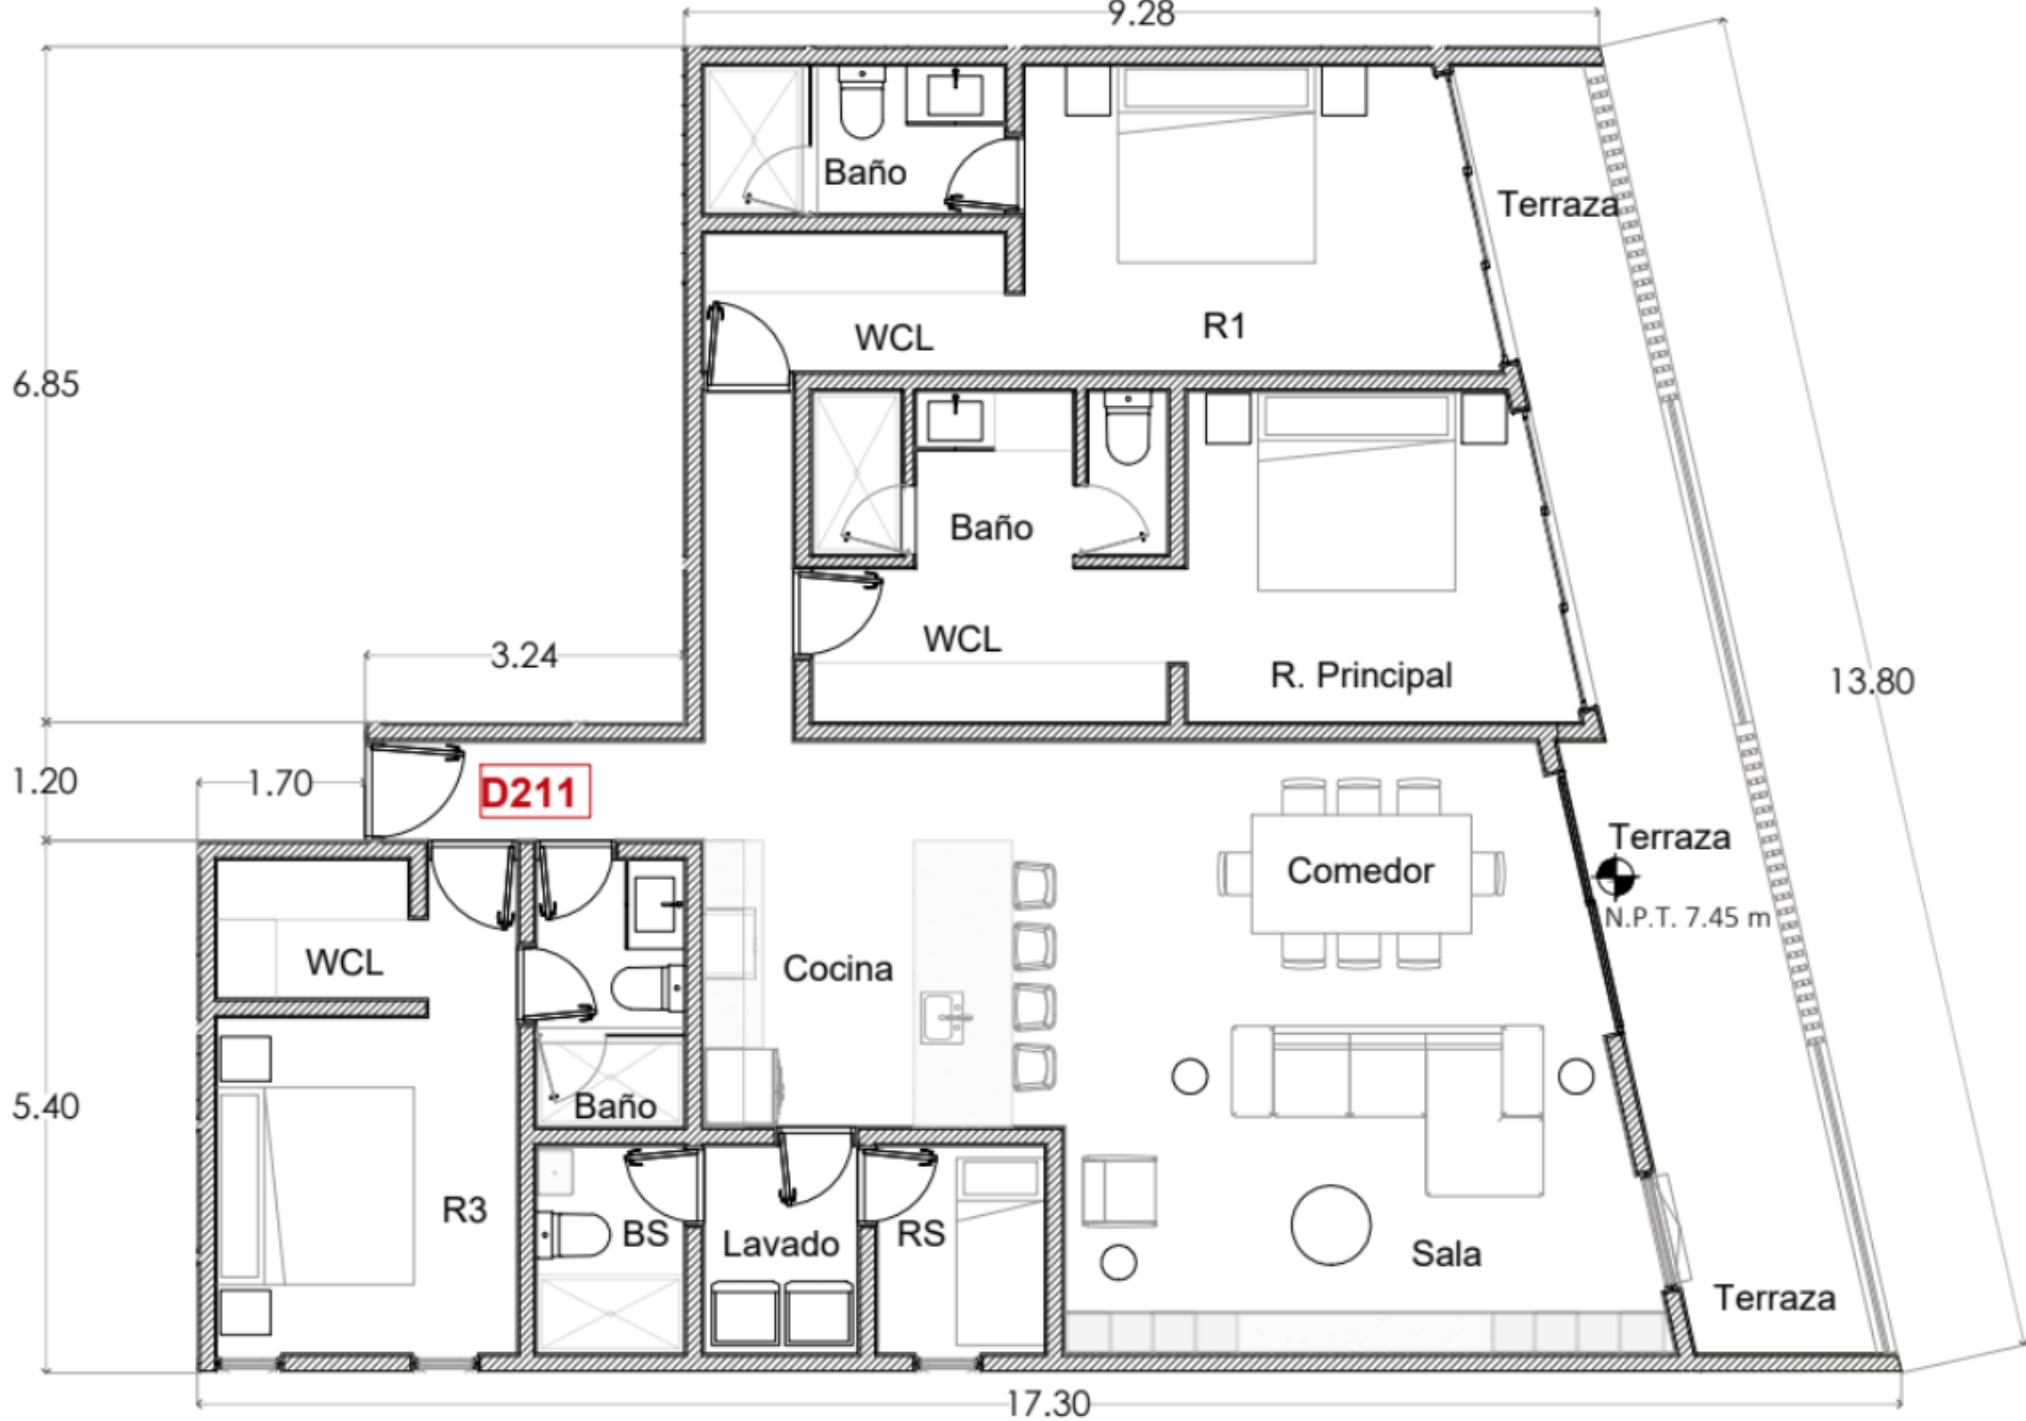 9.28
Baño
Terraza
WCL
R1
6.85
Baño
WCL
3.24
R. Principal
13.80
1.20
1.70
D211
Terraza
Comedor
N.P.T. 7.45 m
WCL
Cocina
5.40
Baño
R3
BS
Lavado
RS
Sala
Terraza
17.30